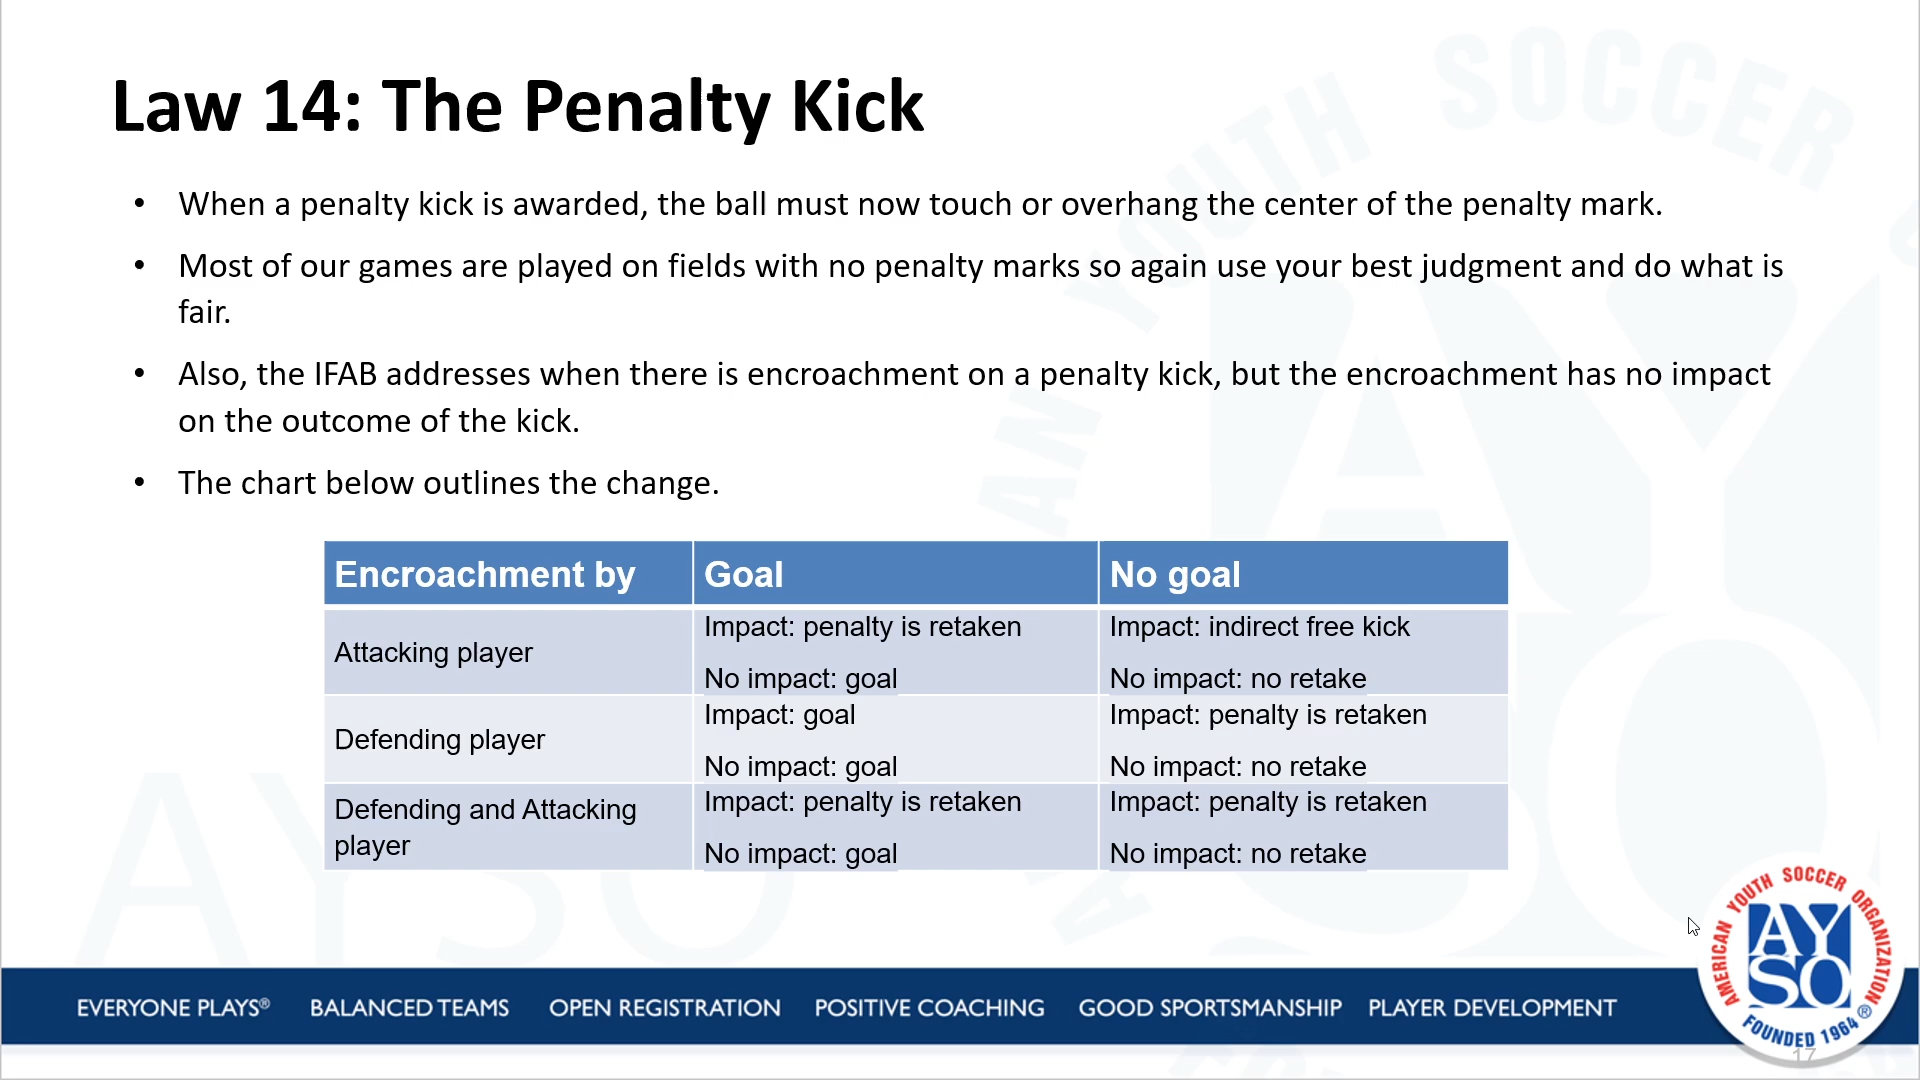 Law 14: The Penalty Kick
• When a penalty kick is awarded, the ball must now touch or overhang the center of the penalty mark.
• Most of our games are played on fields with no penalty marks so again use your best judgment and do what is
fair.
• Also, the IFAB addresses when there is encroachment on a penalty kick, but the encroachment has no impact
on the outcome of the kick.
• The chart below outlines the change.
Encroachment by Goal No goal
Attacking player
Impact: penalty is retaken
No impact: goal
Impact: indirect free kick
No impact: no retake
Defending player
Impact: goal
No impact: goal
Impact: penalty is retaken
No impact: no retake
Defending and Attacking
player
Impact: penalty is retaken
No impact: goal
Impact: penalty is retaken
No impact: no retake
EVERYONE PLAYS® BALANCED TEAMS OPEN REGISTRATION POSITIVE COACHING GOOD SPORTSMANSHIP PLAYER DEVELOPMENT
AMERICAN YOUTH SOCCER ORGANIZATION
AY
SO
®
FOUNDED 1964
17
AN YOUTH SOCCER
AYSO
AYSO